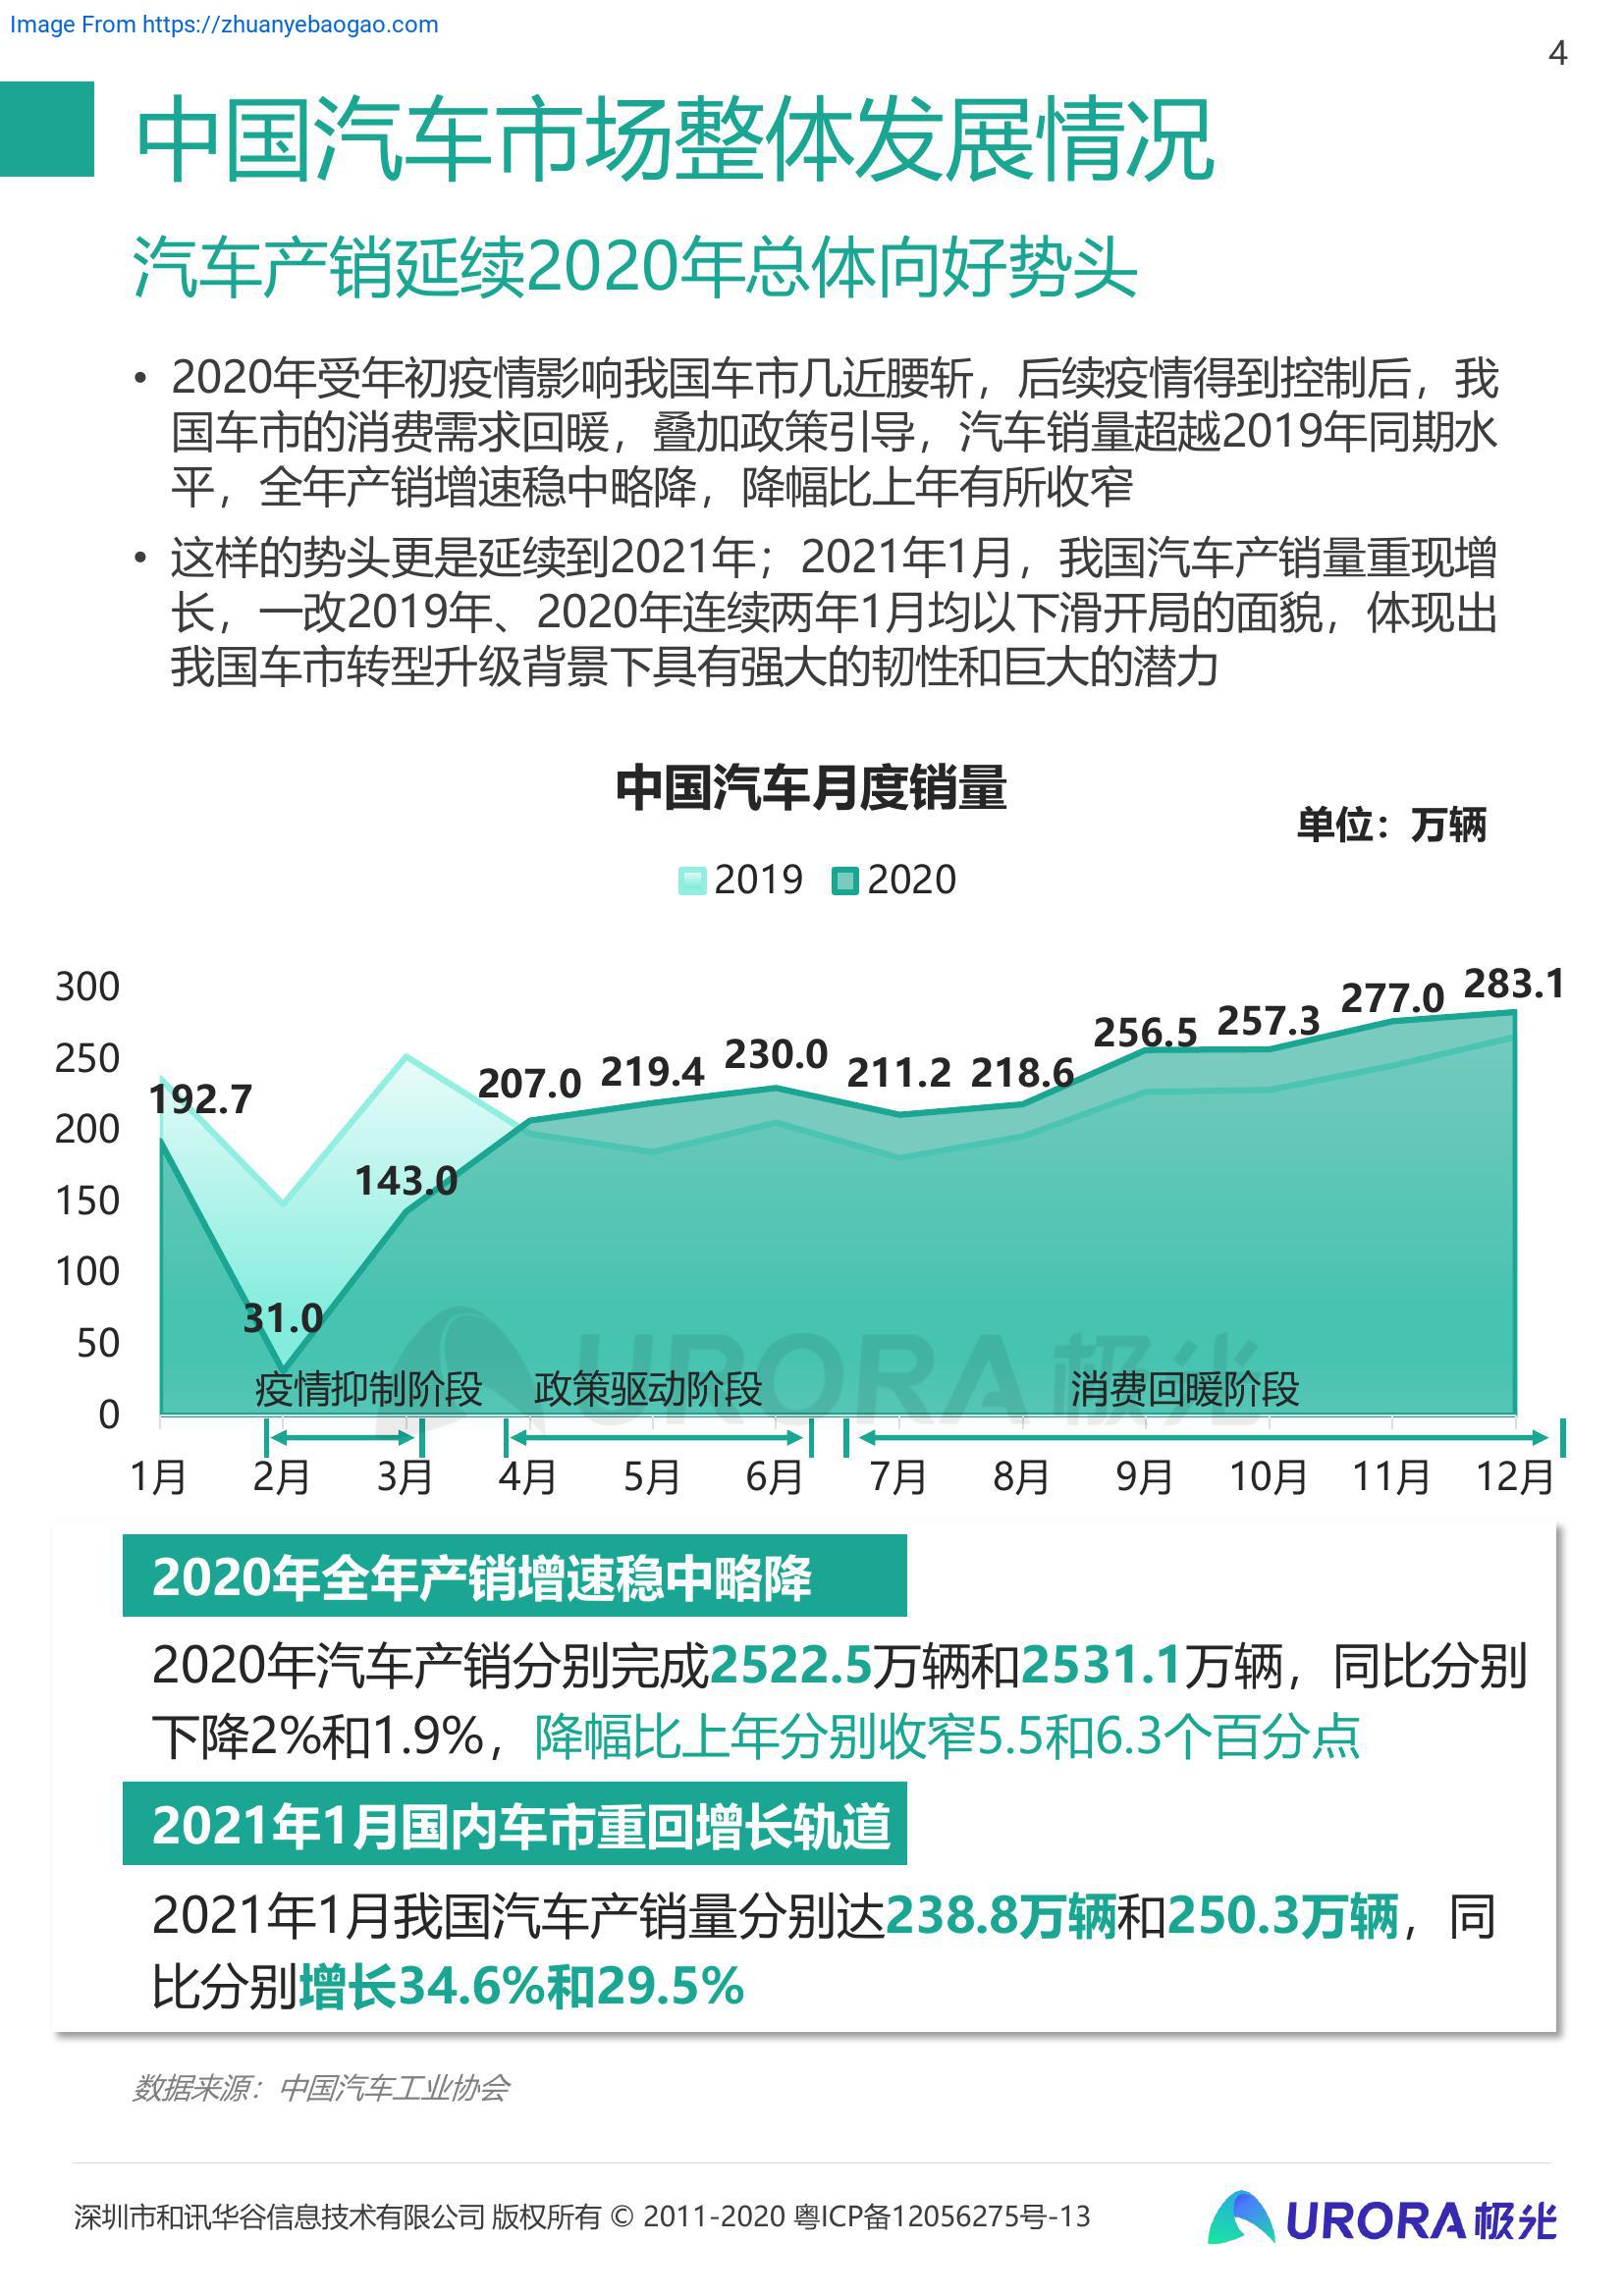 Image From https://zhuanyebaogao.com
4
中国汽车市场整体发展情况
汽车产销延续2020年总体向好势头
• 2020年受年初疫情影响我国车市几近腰斩，后续疫情得到控制后，我
国车市的消费需求回暖，叠加政策引导，汽车销量超越2019年同期水
平，全年产销增速稳中略降，降幅比上年有所收窄
• 这样的势头更是延续到2021年；2021年1月，我国汽车产销量重现增
长，一改2019年、2020年连续两年1月均以下滑开局的面貌，体现出
我国车市转型升级背景下具有强大的韧性和巨大的潜力
中国汽车月度销量
单位：万辆
2019 2020
300
250
200
150
100
50
0
192.7
31.0
143.0
207.0
219.4
230.0
211.2
218.6
256.5
257.3
277.0
283.1
URORA 极光
疫情抑制阶段 政策驱动阶段 消费回暖阶段
1月 2月 3月 4月 5月 6月 7月 8月 9月 10月 11月 12月
2020年全年产销增速稳中略降
2020年汽车产销分别完成2522.5万辆和2531.1万辆，同比分别
下降2%和1.9%，降幅比上年分别收窄5.5和6.3个百分点
2021年1月国内车市重回增长轨道
2021年1月我国汽车产销量分别达238.8万辆和250.3万辆，同
比分别增长34.6%和29.5%
数据来源：中国汽车工业协会
深圳市和讯华谷信息技术有限公司 版权所有 © 2011-2020 粤ICP备12056275号-13
URORA 极光